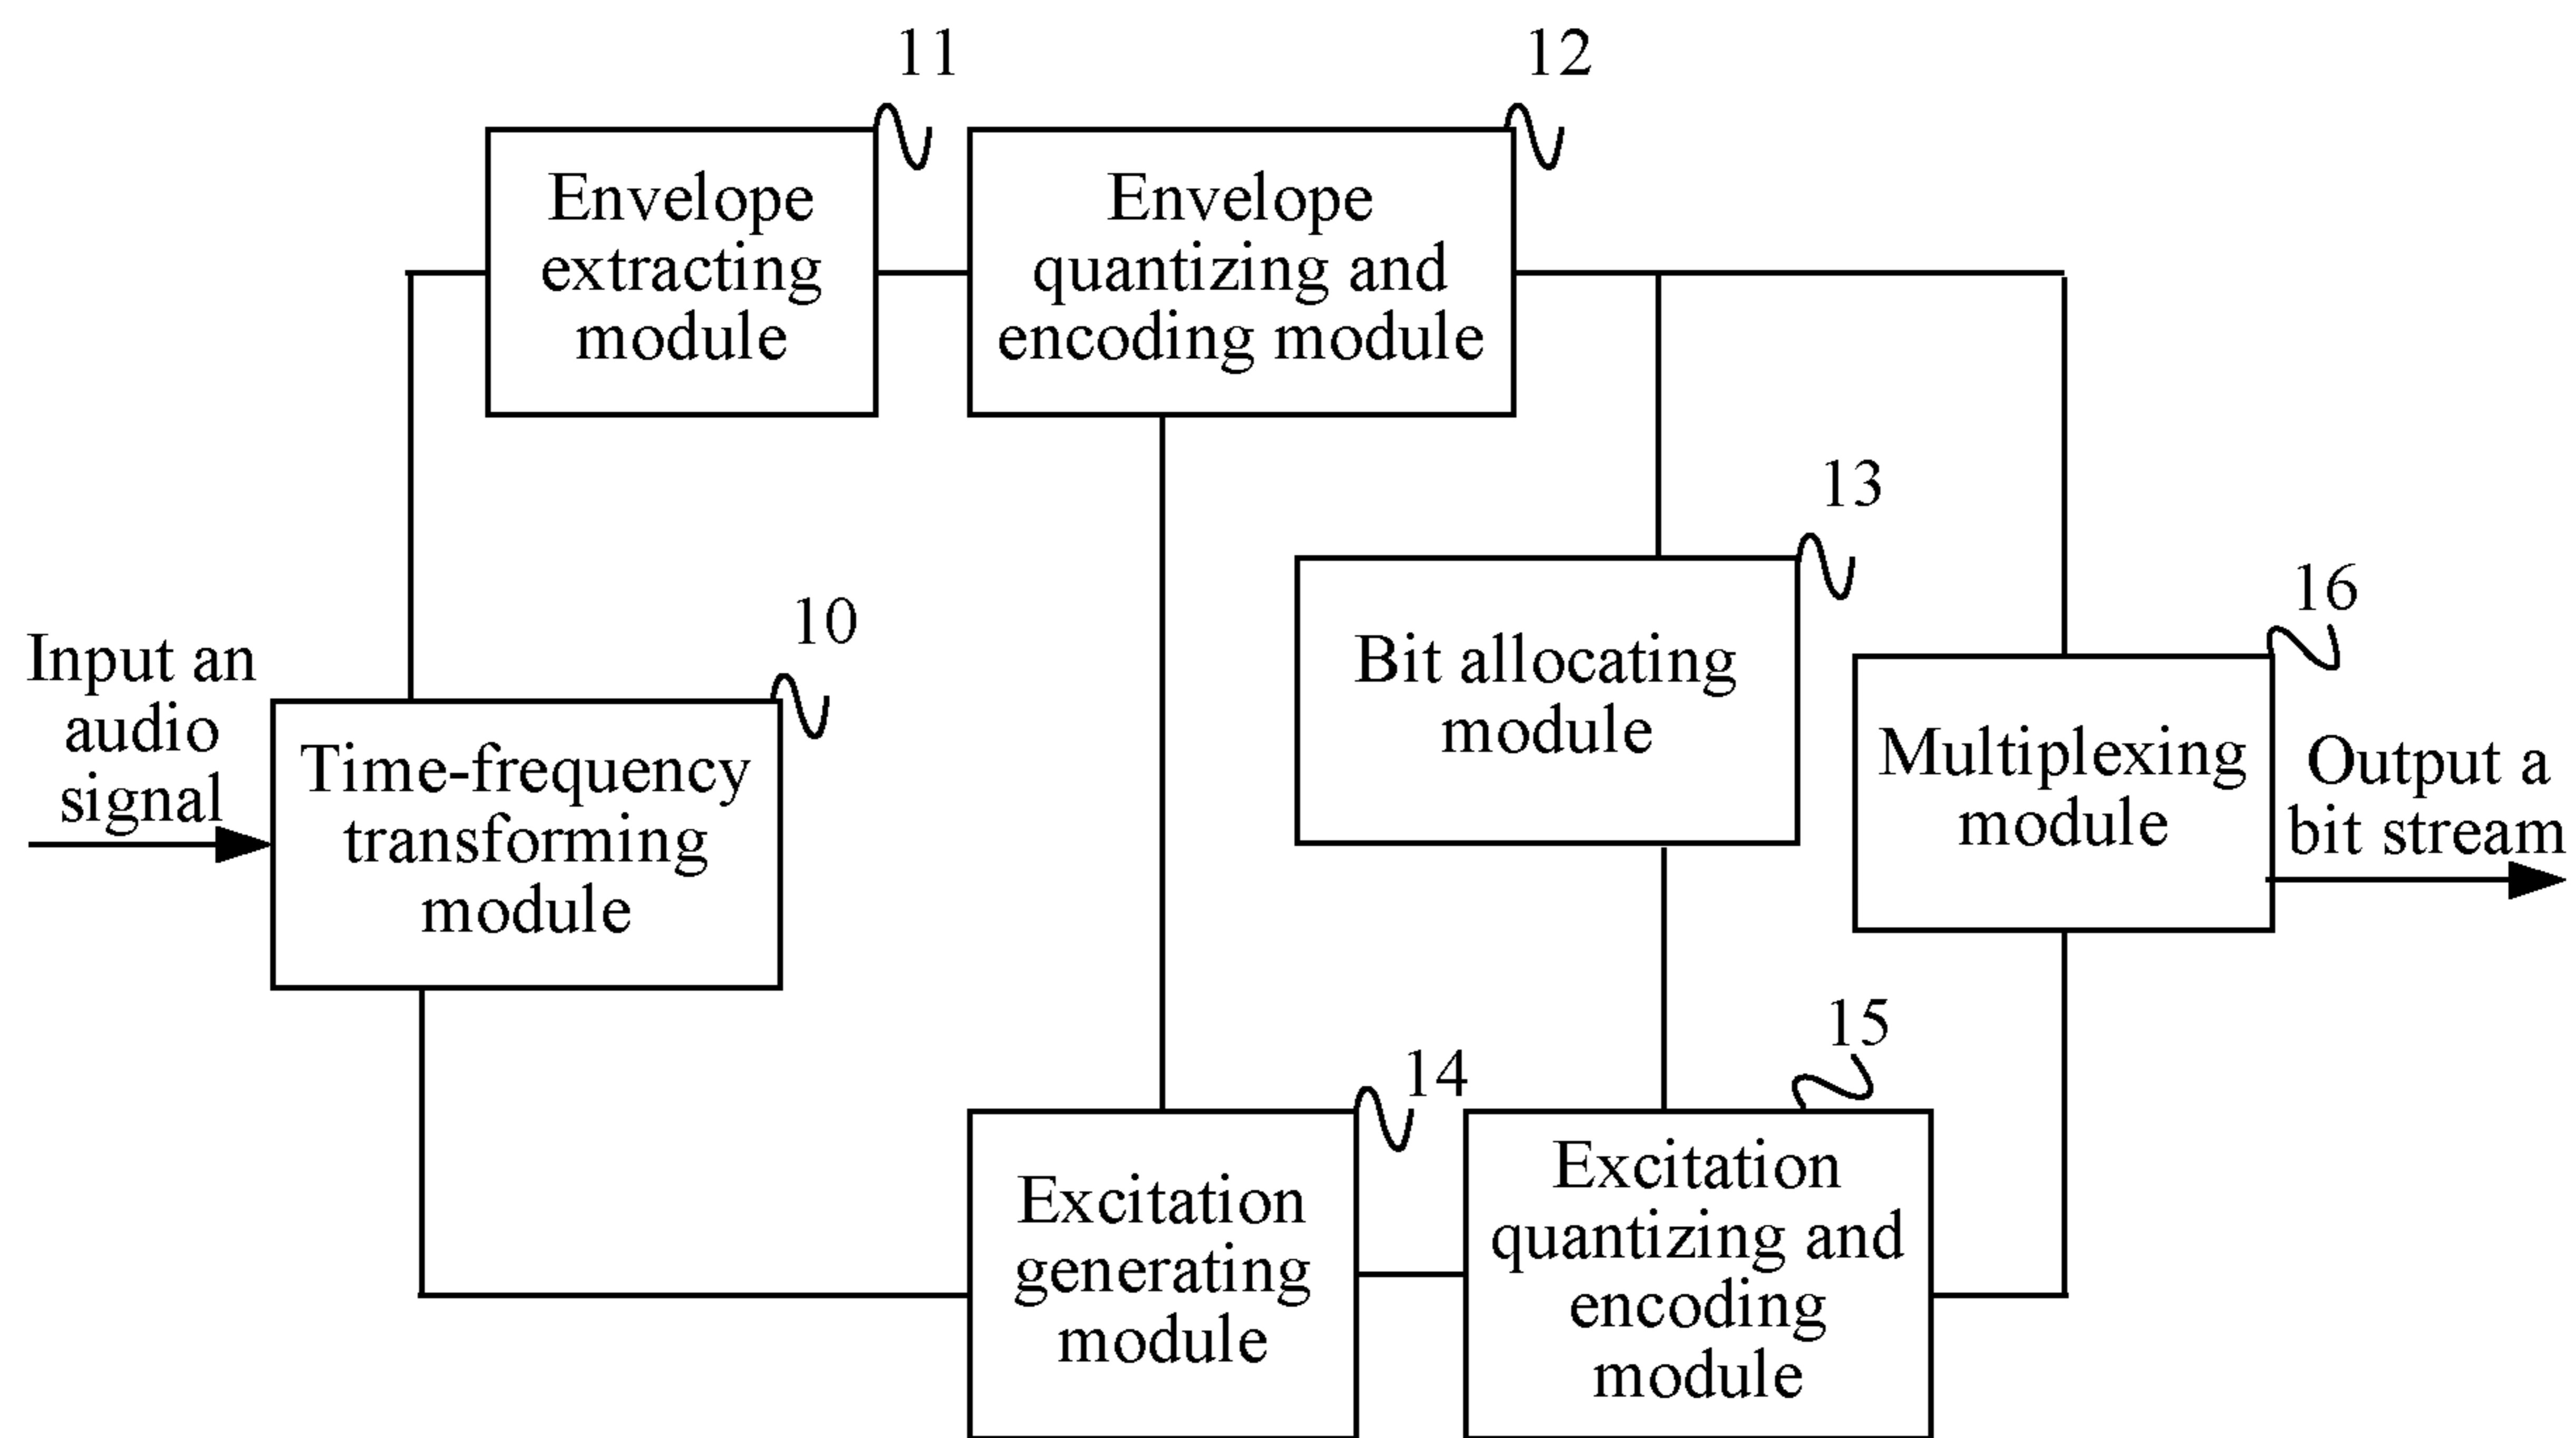 11
Envelope
extracting
module
12
Envelope
quantizing and
encoding module
13
Bit allocating
module
Input an
audio
signal
10
Time-frequency
transforming
module
16
Multiplexing
module
Output a
bit stream
14
Excitation
generating
module
15
Excitation
quantizing and
encoding
module